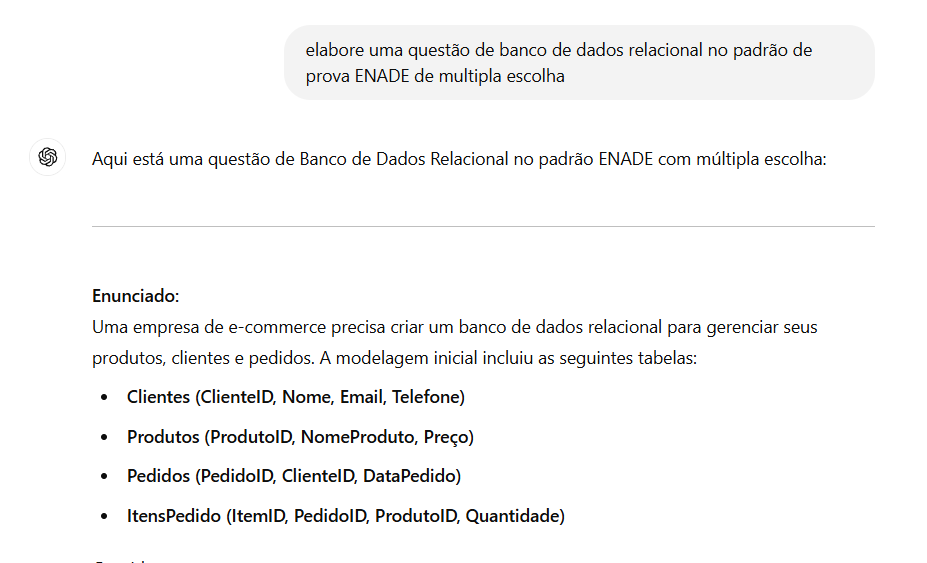 elabore uma questão de banco de dados relacional no padrão de
prova ENADE de multipla escolha
Aqui está uma questão de Banco de Dados Relacional no padrão ENADE com múltipla escolha:
Enunciado:
Uma empresa de e-commerce precisa criar um banco de dados relacional para gerenciar seus
produtos, clientes e pedidos. A modelagem inicial incluiu as seguintes tabelas:
• Clientes (ClienteID, Nome, Email, Telefone)
• Produtos (ProdutoID, NomeProduto, Preço)
• Pedidos (PedidoID, ClienteID, DataPedido)
• ItensPedido (ItemID, PedidoID, ProdutoID, Quantidade)